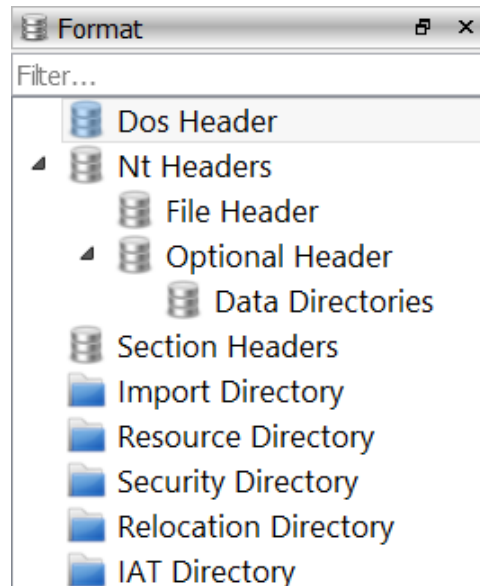 Format
Filter...
Dos Header
Nt Headers
File Header
Optional Header
Data Directories
Section Headers
Import Directory
Resource Directory
Security Directory
Relocation Directory
IAT Directory